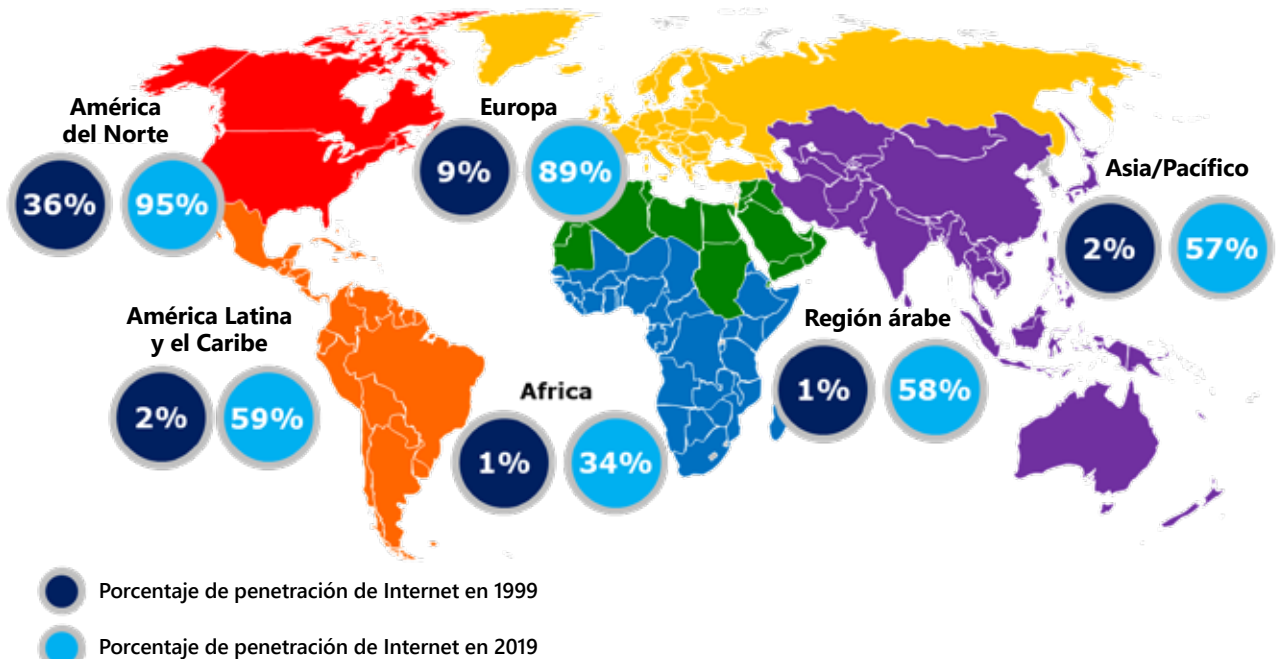 América
del Norte
36%
95%
Europa
9%
89%
Asia/Pacífico
2%
57%
América Latina
y el Caribe
2%
59%
Africa
1%
34%
Región árabe
1%
58%
Porcentaje de penetración de Internet en 1999
Porcentaje de penetración de Internet en 2019